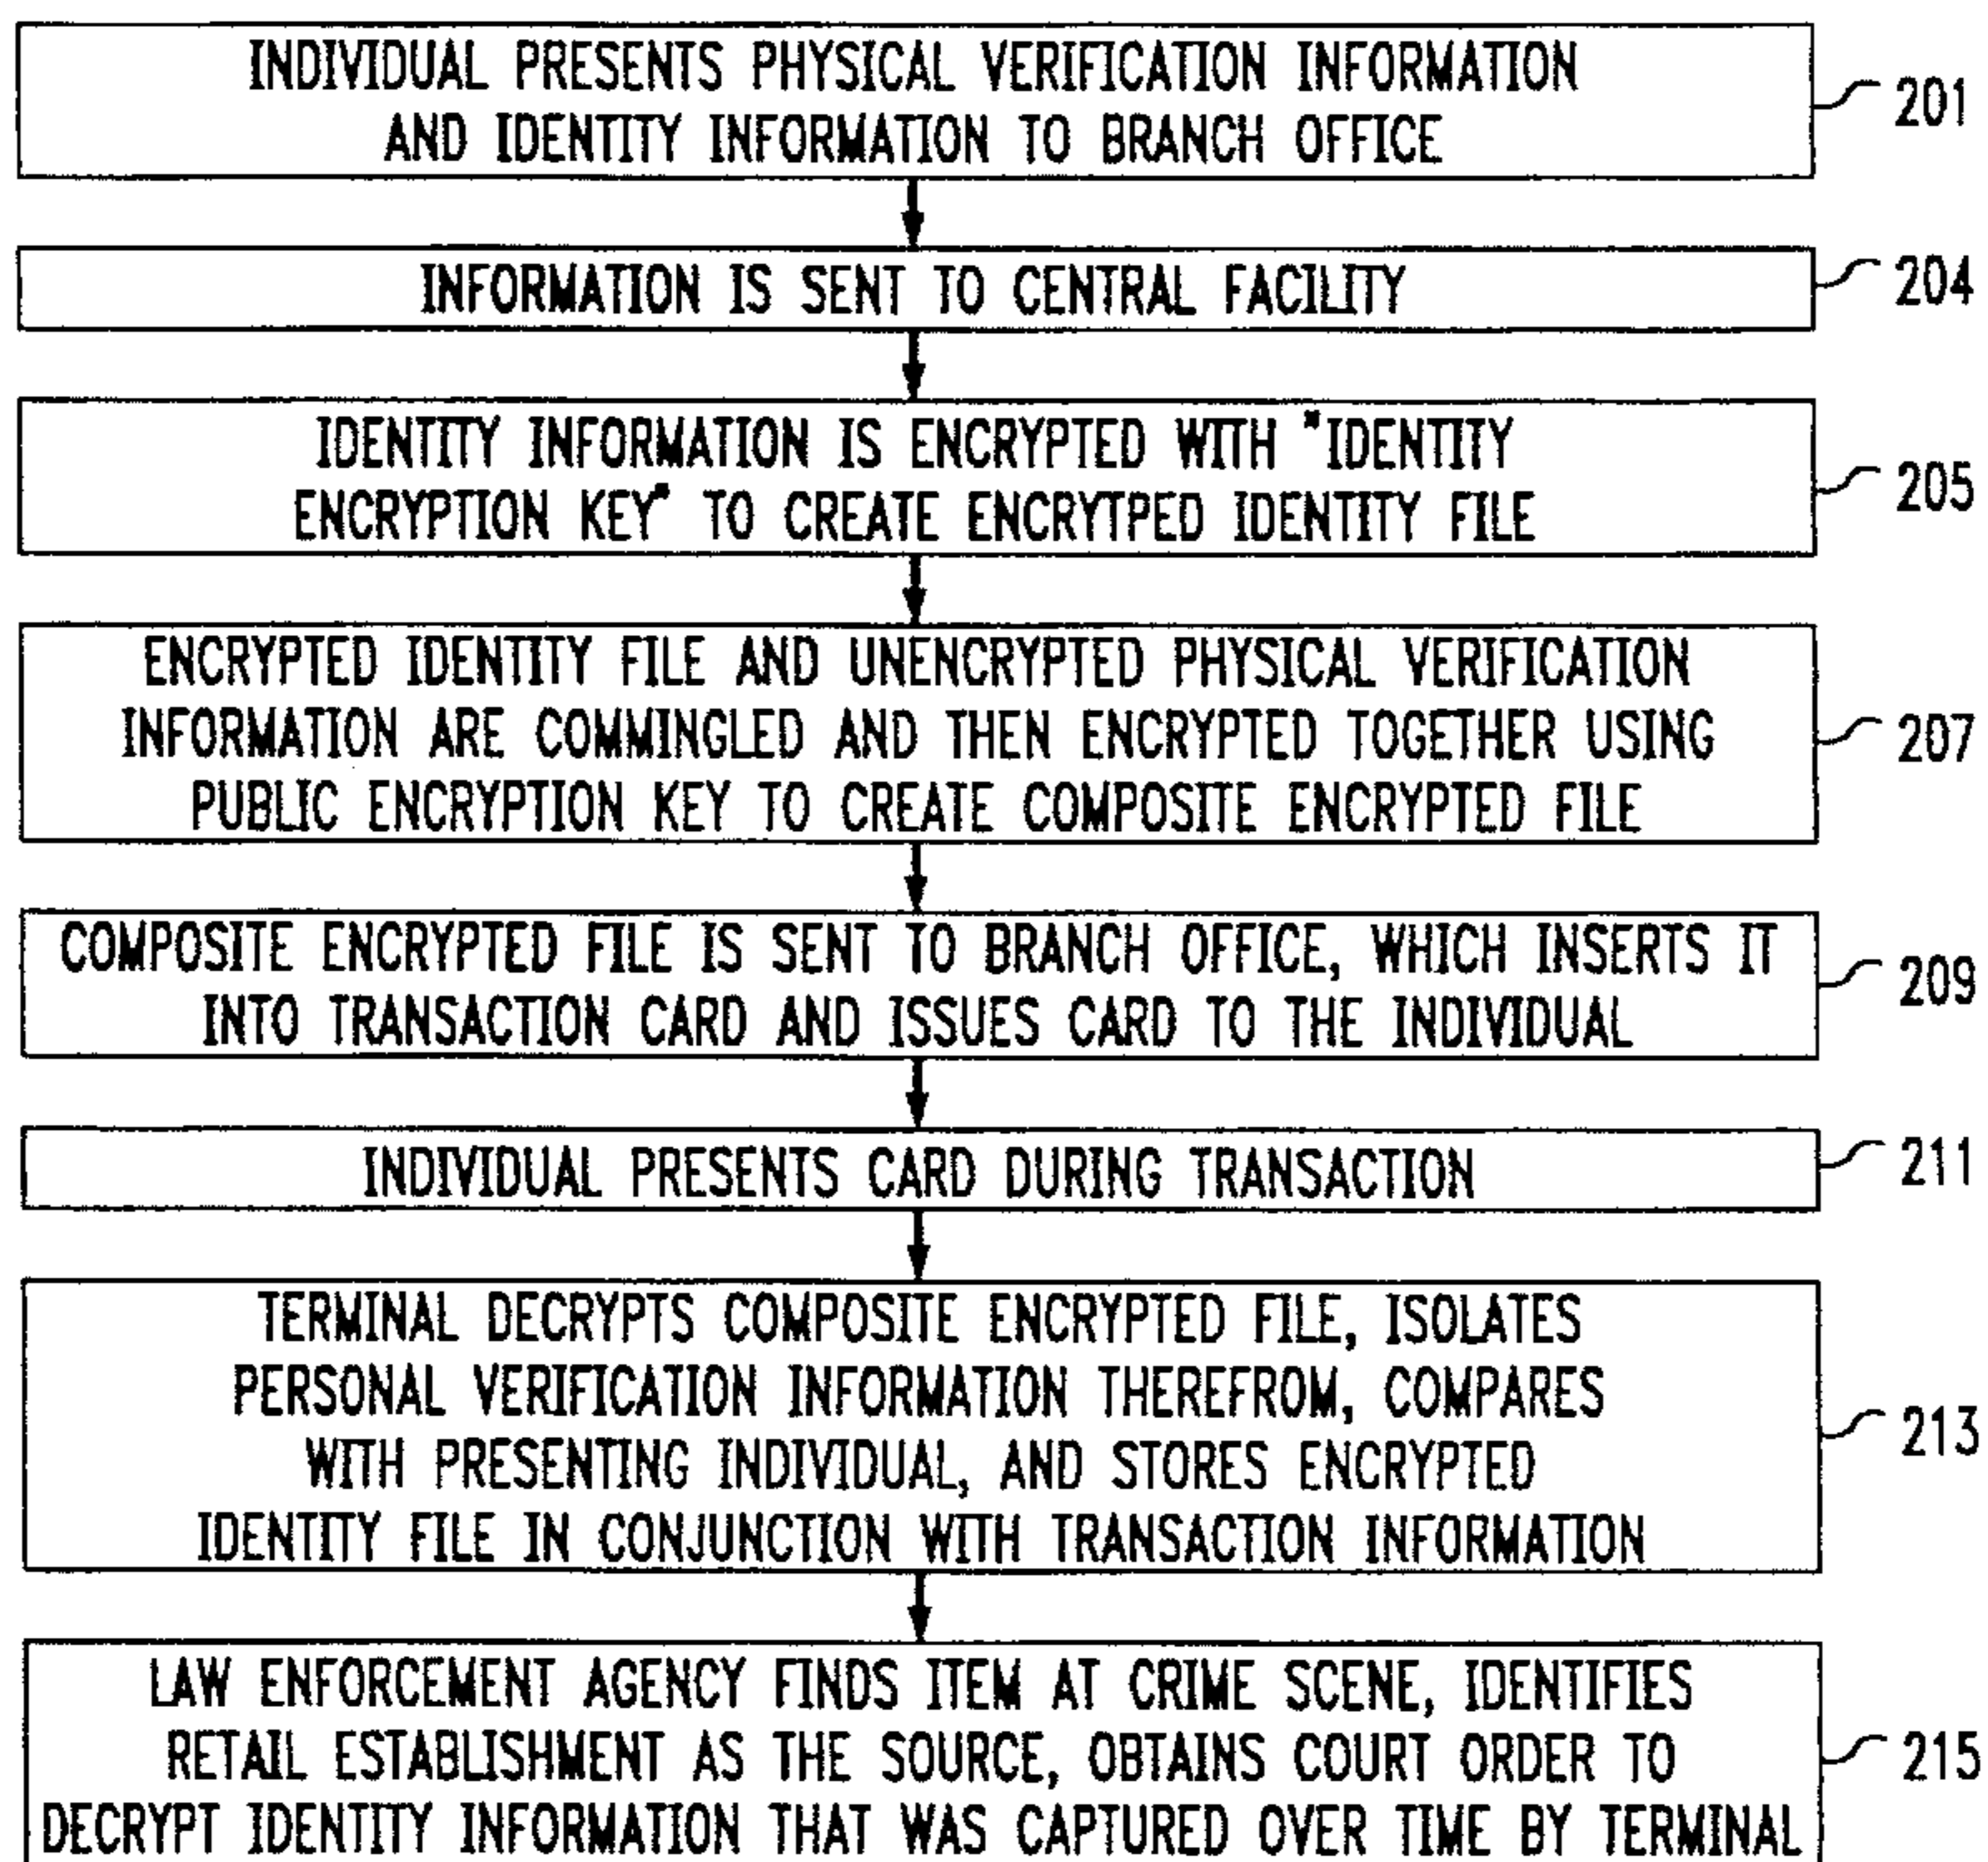 INDIVIDUAL PRESENTS PHYSICAL VERIFICATION INFORMATION
AND IDENTITY INFORMATION TO BRANCH OFFICE
201
INFORMATION IS SENT TO CENTRAL FACILITY
204
IDENTITY INFORMATION IS ENCRYPTED WITH "IDENTITY
ENCRYPTION KEY" TO CREATE ENCRYTPED IDENTITY FILE
205
ENCRYPTED IDENTITY FILE AND UNENCRYPTED PHYSICAL VERIFICATION
INFORMATION ARE COMMINGLED AND THEN ENCRYPTED TOGETHER USING
PUBLIC ENCRYPTION KEY TO CREATE COMPOSITE ENCRYPTED FILE
207
COMPOSITE ENCRYPTED FILE IS SENT TO BRANCH OFFICE, WHICH INSERTS IT
INTO TRANSACTION CARD AND ISSUES CARD TO THE INDIVIDUAL
209
INDIVIDUAL PRESENTS CARD DURING TRANSACTION
211
TERMINAL DECRYPTS COMPOSITE ENCRYPTED FILE, ISOLATES
PERSONAL VERIFICATION INFORMATION THEREFROM, COMPARES
WITH PRESENTING INDIVIDUAL, AND STORES ENCRYPTED
IDENTITY FILE IN CONJUNCTION WITH TRANSACTION INFORMATION
213
LAW ENFORCEMENT AGENCY FINDS ITEM AT CRIME SCENE, IDENTIFIES
RETAIL ESTABLISHMENT AS THE SOURCE, OBTAINS COURT ORDER TO
DECRYPT IDENTITY INFORMATION THAT WAS CAPTURED OVER TIME BY TERMINAL
215